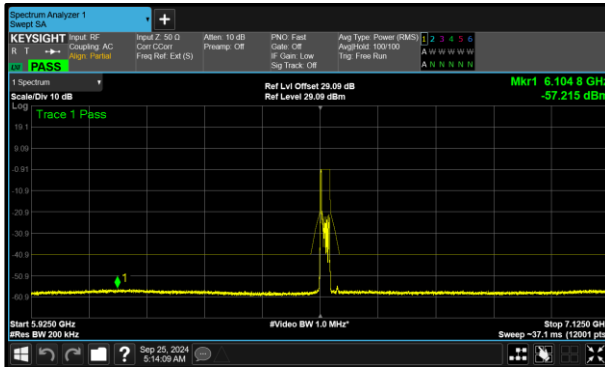 Spectrum Analyzer 1
Swept SA
KEYSIGHT Input: RF Input Z: 50 Ω Atten: 10 dB PNO: Fast Avg Type: Power (RMS) 1 2 3 4 5 6
R T Coupling: AC Corr CCorr Preamp: Off Gate: Off Avg|Hold: 100/100 A W W W W W
Align: Partial Freq Ref: Ext (S) IF Gain: Low Trig: Free Run
PASS Sig Track: Off A N N N N N
1 Spectrum Ref Lvl Offset 29.09 dB Mkr1 6.104 8 GHz
Scale/Div 10 dB Ref Level 29.09 dBm -57.215 dBm
Log
Trace 1 Pass
19.1
9.09
-0.91
-10.9
-20.9
-30.9
-40.9
-50.9
1
-60.9
Start 5.9250 GHz #Video BW 1.0 MHz* Stop 7.1250 GHz
#Res BW 200 kHz Sweep ~37.1 ms (12001 pts)
? Sep 25, 2024
5:14:09 AM